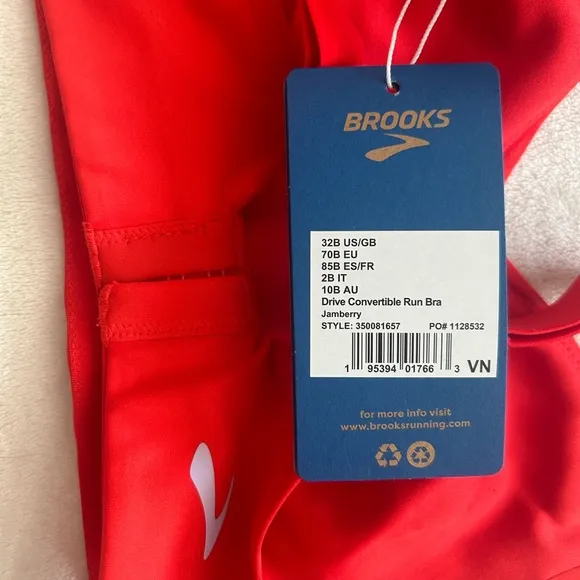 BROOKS
32B US/GB
70B EU
85B ES/FR
2B IT
10B AU
Drive Convertible Run Bra
Jamberry
STYLE: 350081657 PO# 1128532
1 95394 01766 3 VN
for more info visit
www.brooksrunning.com